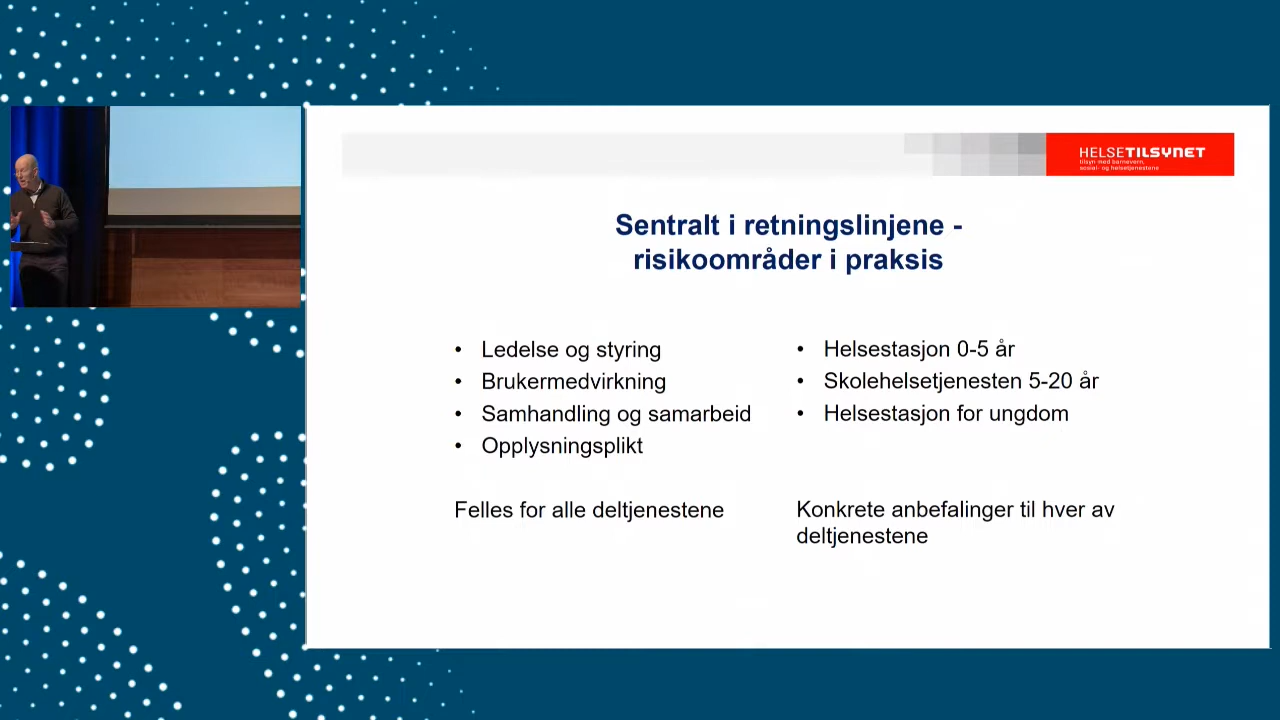 HELSETILSYNET
tilsyn med barnevern,
sosial- og helsetjenestene
Sentralt i retningslinjene -
risikoområder i praksis
• Ledelse og styring
• Brukermedvirkning
• Samhandling og samarbeid
• Opplysningsplikt
Felles for alle deltjenestene
• Helsestasjon 0-5 år
• Skolehelsetjenesten 5-20 år
• Helsestasjon for ungdom
Konkrete anbefalinger til hver av
deltjenestene